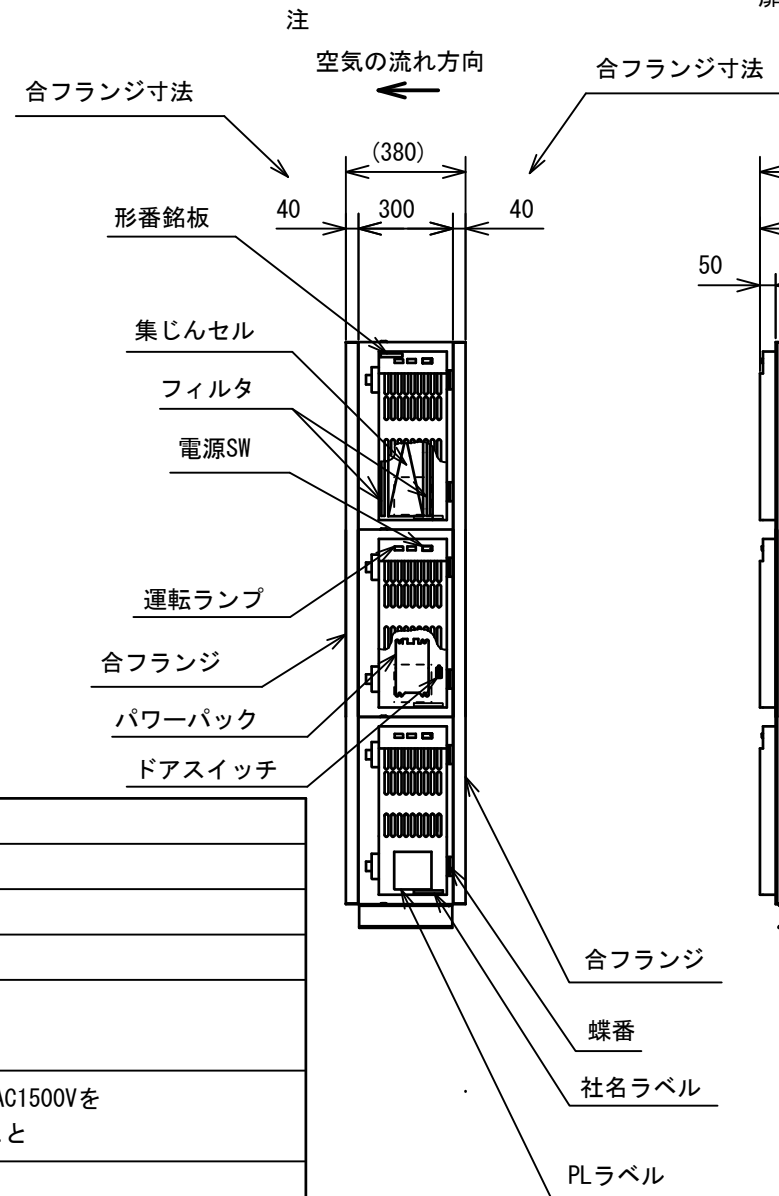 注
空気の流れ方向
合フランジ寸法
合フランジ寸法
(380)
40
300
40
形番銘板
50
集じんセル
フィルタ
電源SW
運転ランプ
合フランジ
パワーパック
ドアスイッチ
合フランジ
蝶番
AC1500Vを
社名ラベル
と
PLラベル